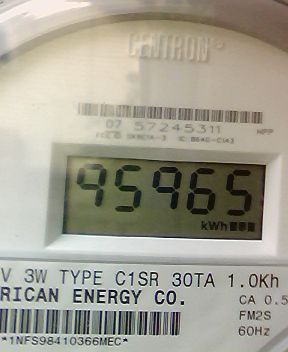 CENTRON
07 57245311 HPP
95965
kWh
V 3W TYPE C1SR 30TA 1.0Kh
RICAN ENERGY CO.
CA 0.5
FM2S
60Hz
*1NFS98410366MEC*